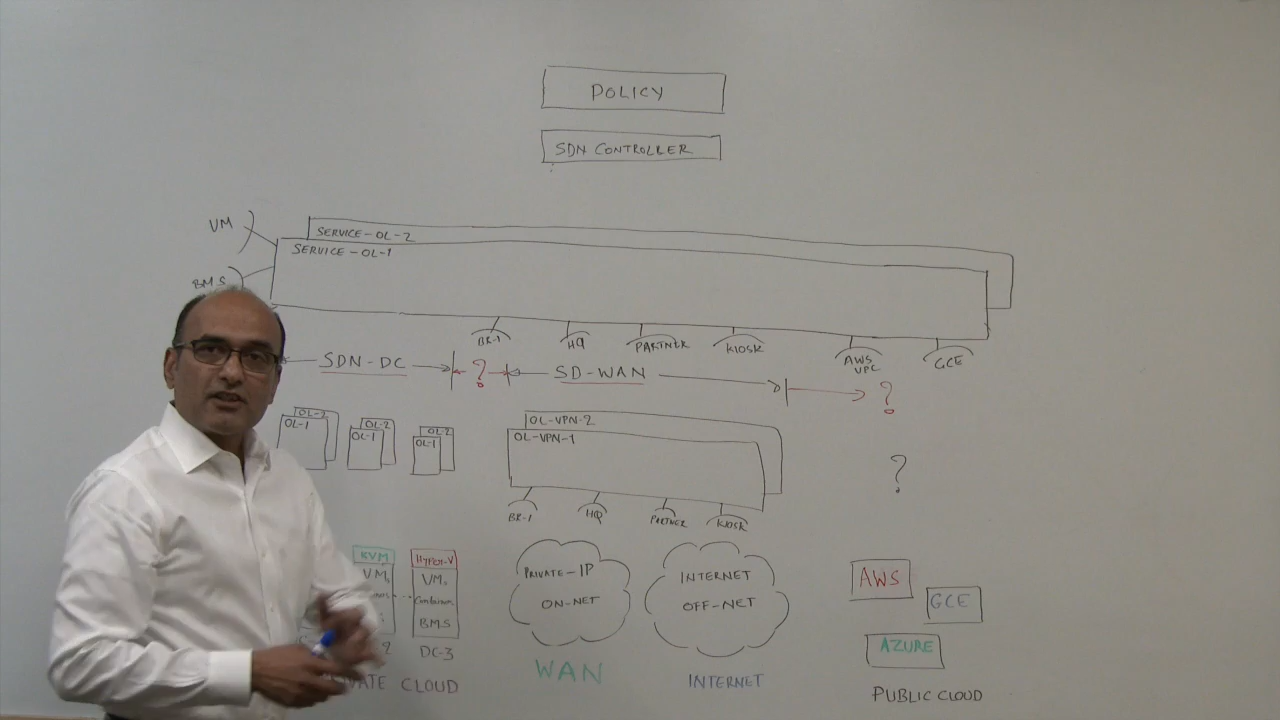 POLICY
SDN CONTROLLER
VM
BMS
SERVICE-OL-2
SERVICE-OL-1
BR-1
HQ
PARTNER
KIOSK
AWS
VPC
GCE
SDN-DC
?
SD-WAN
?
OL-2
OL-1
OL-2
OL-1
OL-2
OL-1
OL-VPN-2
OL-VPN-1
?
BR-1
HQ
PARTNER
KIOSK
KVM
VMs
2
HYPER-V
VMs
Containers
BMS
DC-3
CLOUD
PRIVATE-IP
ON-NET
WAN
INTERNET
OFF-NET
INTERNET
AWS
GCE
AZURE
PUBLIC CLOUD